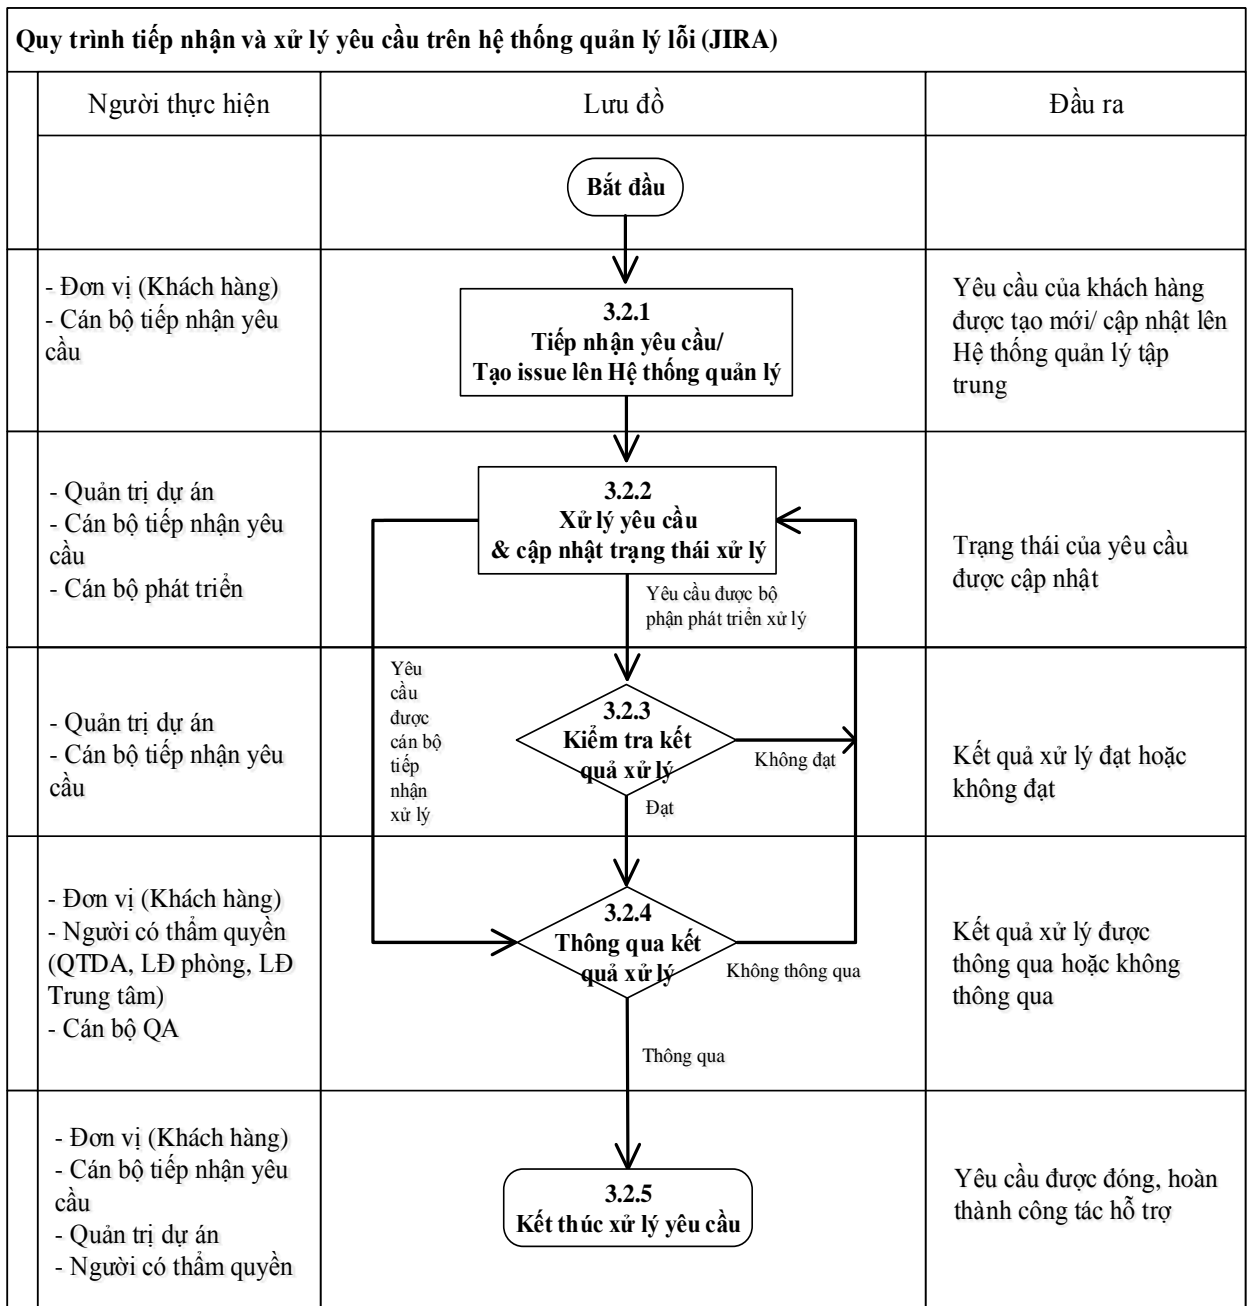 Quy trình tiếp nhận và xử lý yêu cầu trên hệ thống quản lý lỗi (JIRA)
Người thực hiện
Lưu đồ
Đầu ra
Bắt đầu
- Đơn vị (Khách hàng)
- Cán bộ tiếp nhận yêu
cầu
3.2.1
Tiếp nhận yêu cầu/
Tạo issue lên Hệ thống quản lý
Yêu cầu của khách hàng
được tạo mới/ cập nhật lên
Hệ thống quản lý tập
trung
- Quản trị dự án
- Cán bộ tiếp nhận yêu
cầu
- Cán bộ phát triển
3.2.2
Xử lý yêu cầu
& cập nhật trạng thái xử lý
Yêu cầu được bộ
phận phát triển xử lý
Trạng thái của yêu cầu
được cập nhật
Yêu
cầu
được
cán bộ
tiếp
nhận
xử lý
- Quản trị dự án
- Cán bộ tiếp nhận yêu
cầu
3.2.3
Kiểm tra kết
quả xử lý
Không đạt
Đạt
Kết quả xử lý đạt hoặc
không đạt
- Đơn vị (Khách hàng)
- Người có thẩm quyền
(QTDA, LĐ phòng, LĐ
Trung tâm)
- Cán bộ QA
3.2.4
Thông qua kết
quả xử lý
Không thông qua
Thông qua
Kết quả xử lý được
thông qua hoặc không
thông qua
- Đơn vị (Khách hàng)
- Cán bộ tiếp nhận yêu
cầu
- Quản trị dự án
- Người có thẩm quyền
3.2.5
Kết thúc xử lý yêu cầu
Yêu cầu được đóng, hoàn
thành công tác hỗ trợ